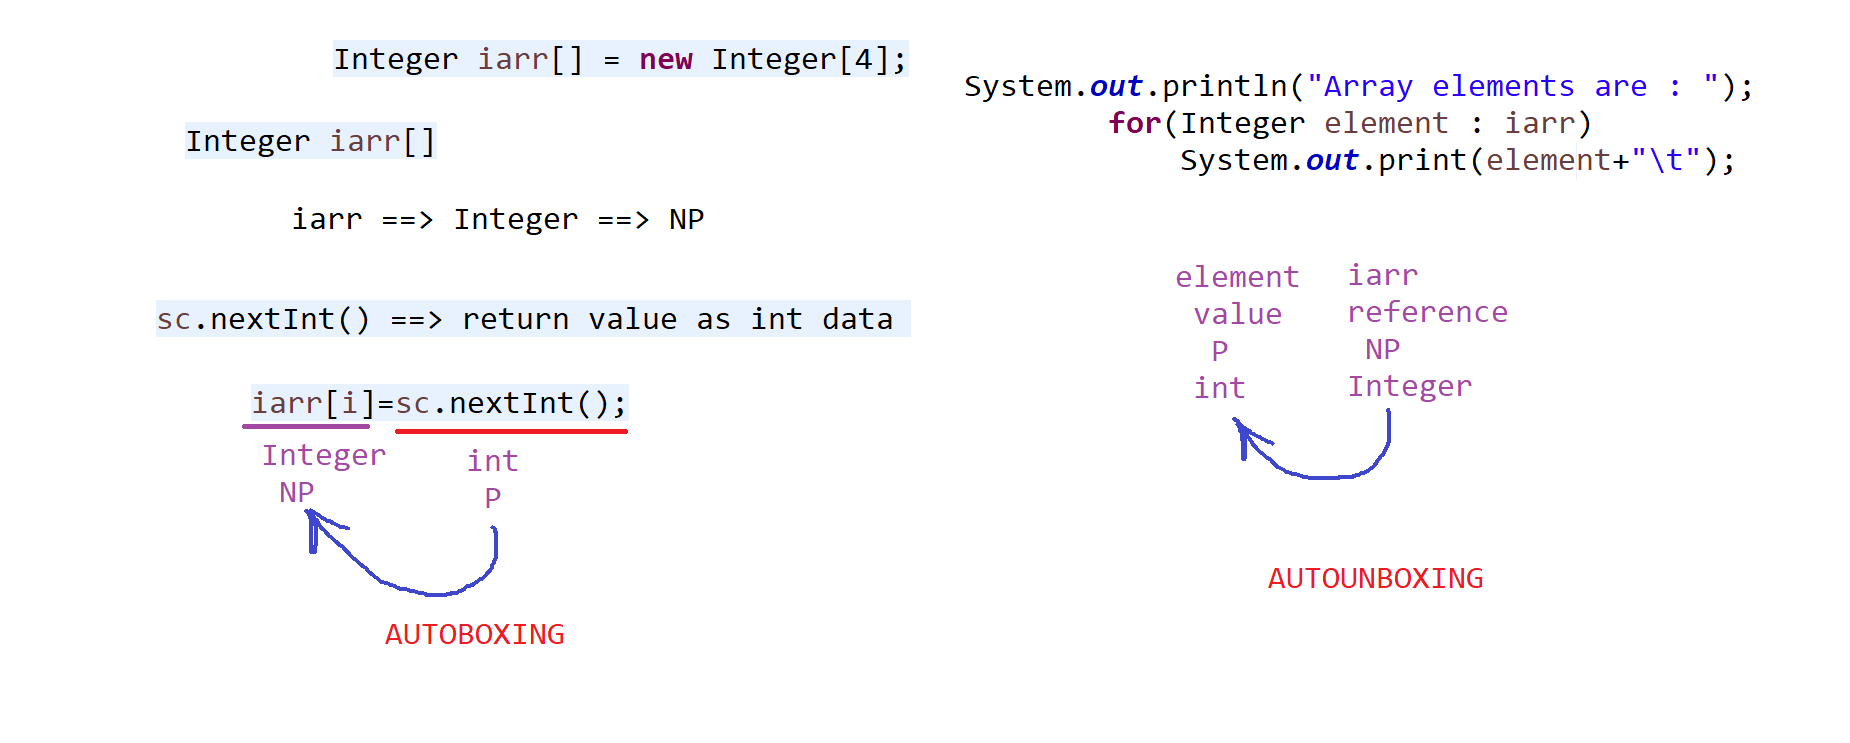 Integer iarr[] = new Integer[4];
Integer iarr[]
iarr ==> Integer ==> NP
sc.nextInt() ==> return value as int data
iarr[i]=sc.nextInt();
Integer int
NP P
AUTOBOXING
System.out.println("Array elements are : ");
for(Integer element : iarr)
System.out.print(element+"\t");
element iarr
value reference
P NP
int Integer
AUTOUNBOXING